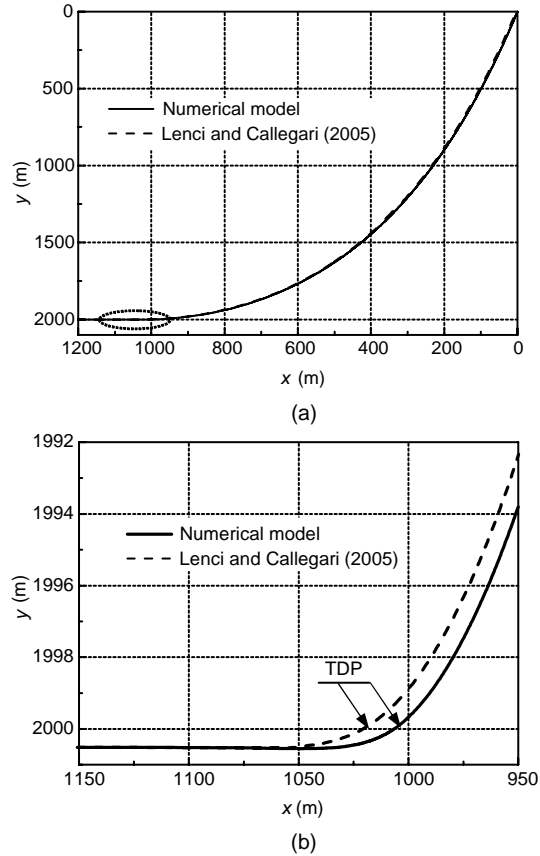 0
500
1000
1500
2000
y (m)
Numerical model
Lenci and Callegari (2005)
1200 1000 800 600 400 200 0
x (m)
(a)
1992
1994
1996
1998
2000
y (m)
Numerical model
Lenci and Callegari (2005)
TDP
1150 1100 1050 1000 950
x (m)
(b)